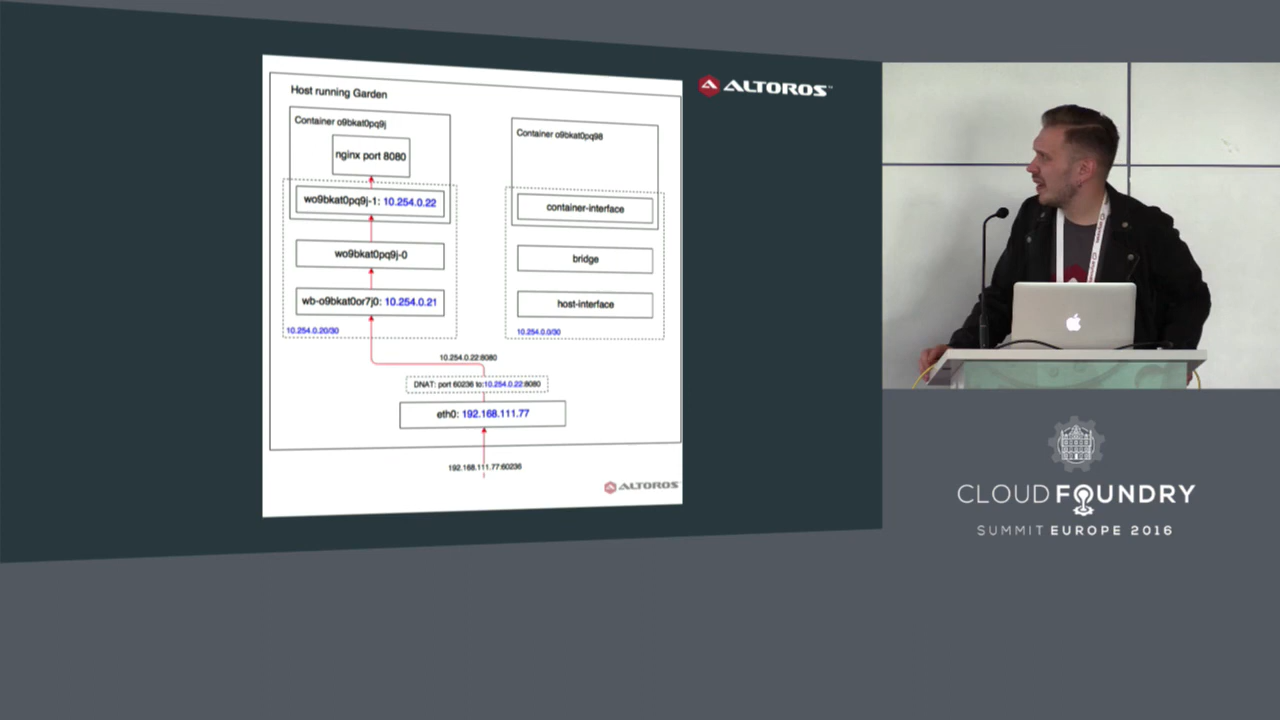 Host running Garden
Container o9bkat0pq9j
nginx port 8080
wo9bkat0pq9j-1: 10.254.0.22
wo9bkat0pq9j-0
wb-o9bkat0or7j0: 10.254.0.21
10.254.0.20/30
Container o9bkat0pq98
container-interface
bridge
host-interface
10.254.0.0/30
10.254.0.22:8080
DNAT: port 60236 to:10.254.0.22:8080
eth0: 192.168.111.77
192.168.111.77:60236
ALTOROS
ALTOROS™
CLOUD FOUNDRY
SUMMIT EUROPE 2016